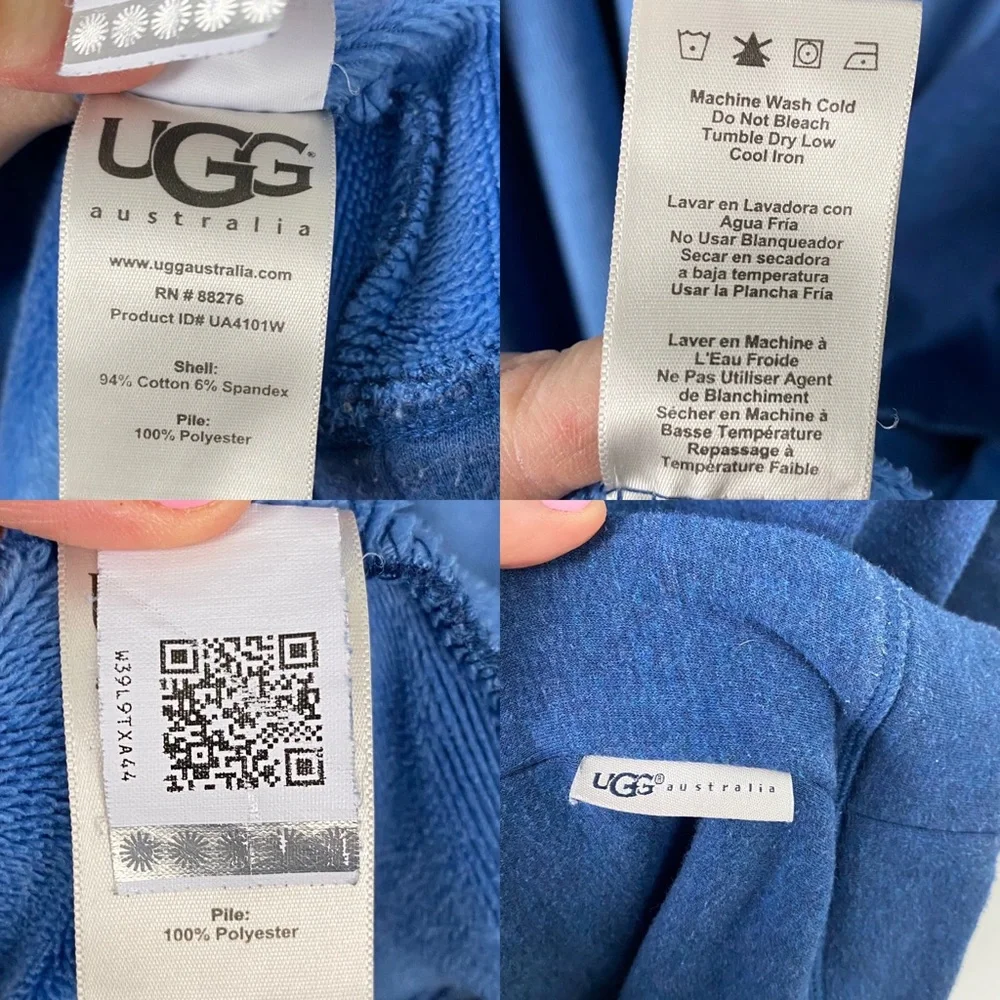 UGG®
australia
www.uggaustralia.com
RN # 88276
Product ID# UA4101W
Shell:
94% Cotton 6% Spandex
Pile:
100% Polyester
Machine Wash Cold
Do Not Bleach
Tumble Dry Low
Cool Iron
Lavar en Lavadora con
Agua Fría
No Usar Blanqueador
Secar en secadora
a baja temperatura
Usar la Plancha Fría
Laver en Machine à
L'Eau Froide
Ne Pas Utiliser Agent
de Blanchiment
Sécher en Machine à
Basse Température
Repassage à
Température Faible
W39L9TXA44
Pile:
100% Polyester
UGG® australia